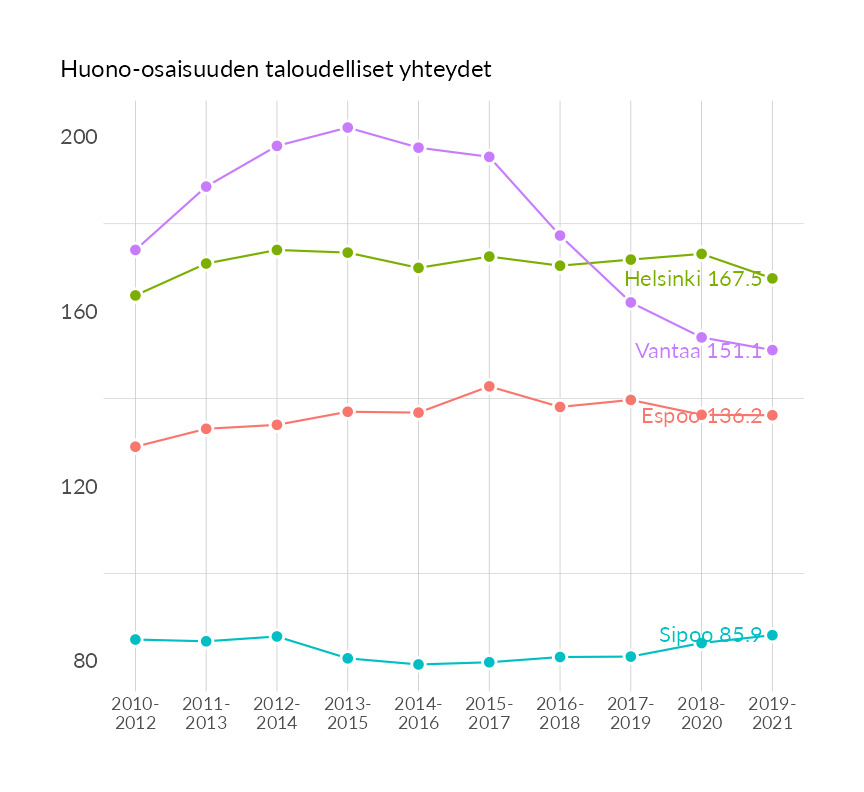 Huono-osaisuuden taloudelliset yhteydet
200
Helsinki 167.5
160
Vantaa 151.1
Espoo 136.2
120
Sipoo 85.9
80
2010- 2011- 2012- 2013- 2014- 2015- 2016- 2017- 2018- 2019-
2012 2013 2014 2015 2016 2017 2018 2019 2020 2021